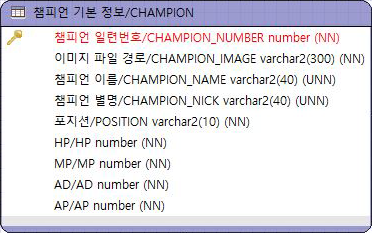 챔피언 기본 정보/CHAMPION
챔피언 일련번호/CHAMPION_NUMBER number (NN)
이미지 파일 경로/CHAMPION_IMAGE varchar2(300) (NN)
챔피언 이름/CHAMPION_NAME varchar2(40) (UNN)
챔피언 별명/CHAMPION_NICK varchar2(40) (UNN)
포지션/POSITION varchar2(10) (NN)
HP/HP number (NN)
MP/MP number (NN)
AD/AD number (NN)
AP/AP number (NN)